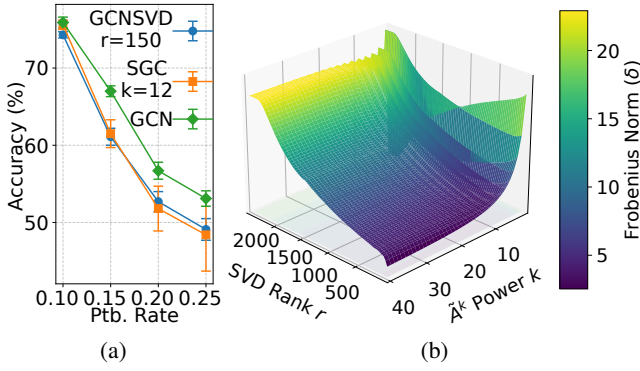 GCNSVD
r=150
SGC
k=12
GCN
70
60
50
Accuracy (%)
0.10 0.15 0.20 0.25
Ptb. Rate
(a)
2000
1500
1000
500
SVD Rank r
40
30
20
10
Ã^k Power k
(b)
20
15
10
5
Frobenius Norm (δ)